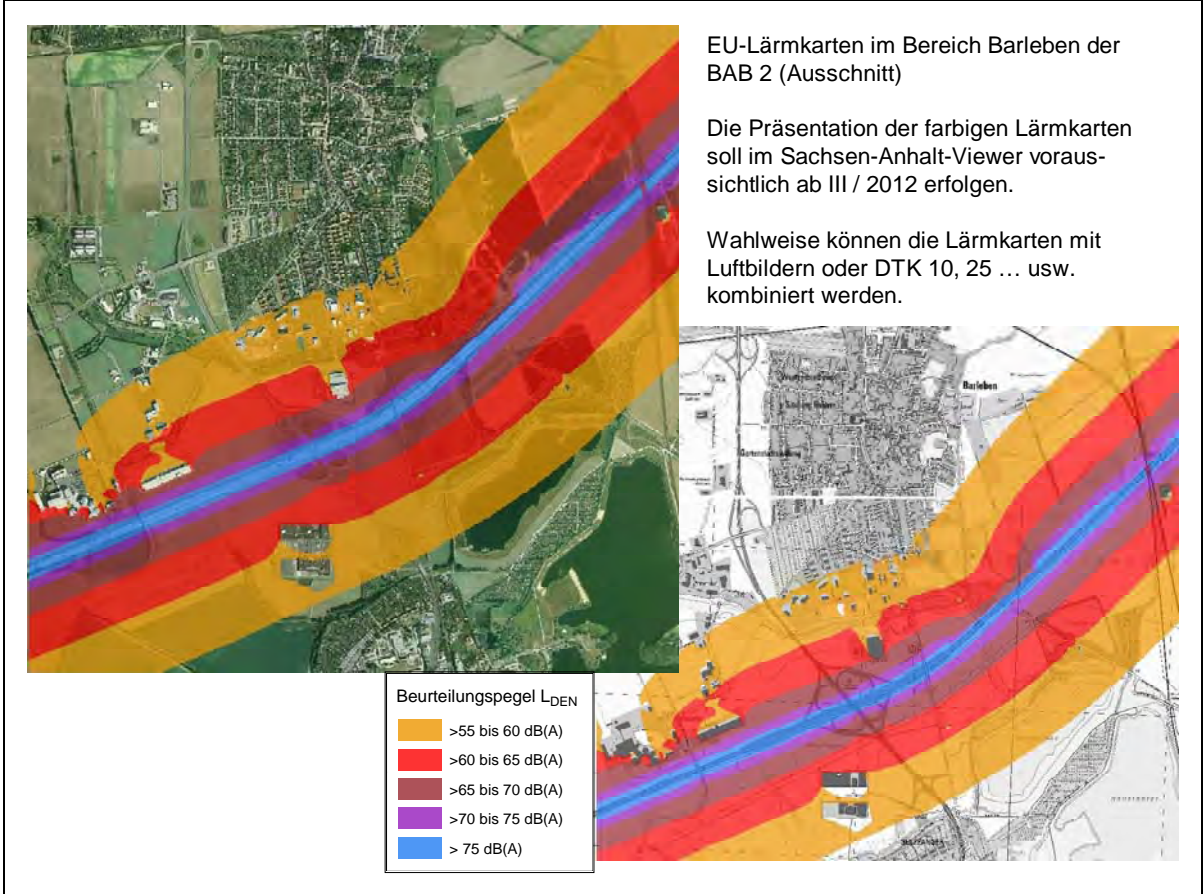 EU-Lärmkarten im Bereich Barleben der
BAB 2 (Ausschnitt)
Die Präsentation der farbigen Lärmkarten
soll im Sachsen-Anhalt-Viewer voraus-
sichtlich ab III / 2012 erfolgen.
Wahlweise können die Lärmkarten mit
Luftbildern oder DTK 10, 25 … usw.
kombiniert werden.
Barleben
Beurteilungspegel LDEN
>55 bis 60 dB(A)
>60 bis 65 dB(A)
>65 bis 70 dB(A)
>70 bis 75 dB(A)
> 75 dB(A)